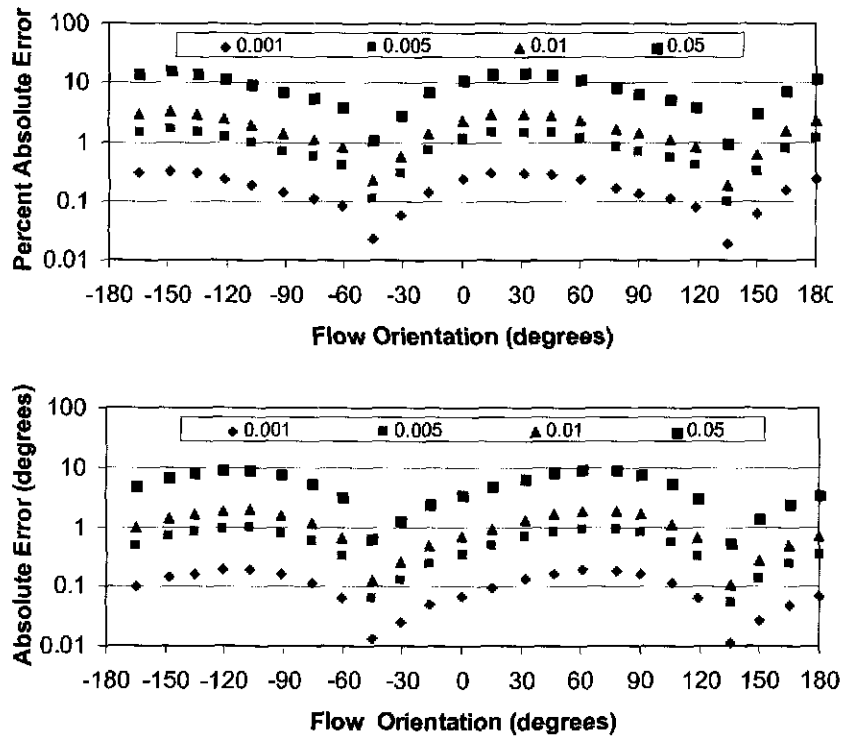 Percent Absolute Error
100
10
1
0.1
0.01
0.001 0.005 0.01 0.05
-180 -150 -120 -90 -60 -30 0 30 60 90 120 150 180
Flow Orientation (degrees)
Absolute Error (degrees)
100
10
1
0.1
0.01
0.001 0.005 0.01 0.05
-180 -150 -120 -90 -60 -30 0 30 60 90 120 150 180
Flow Orientation (degrees)